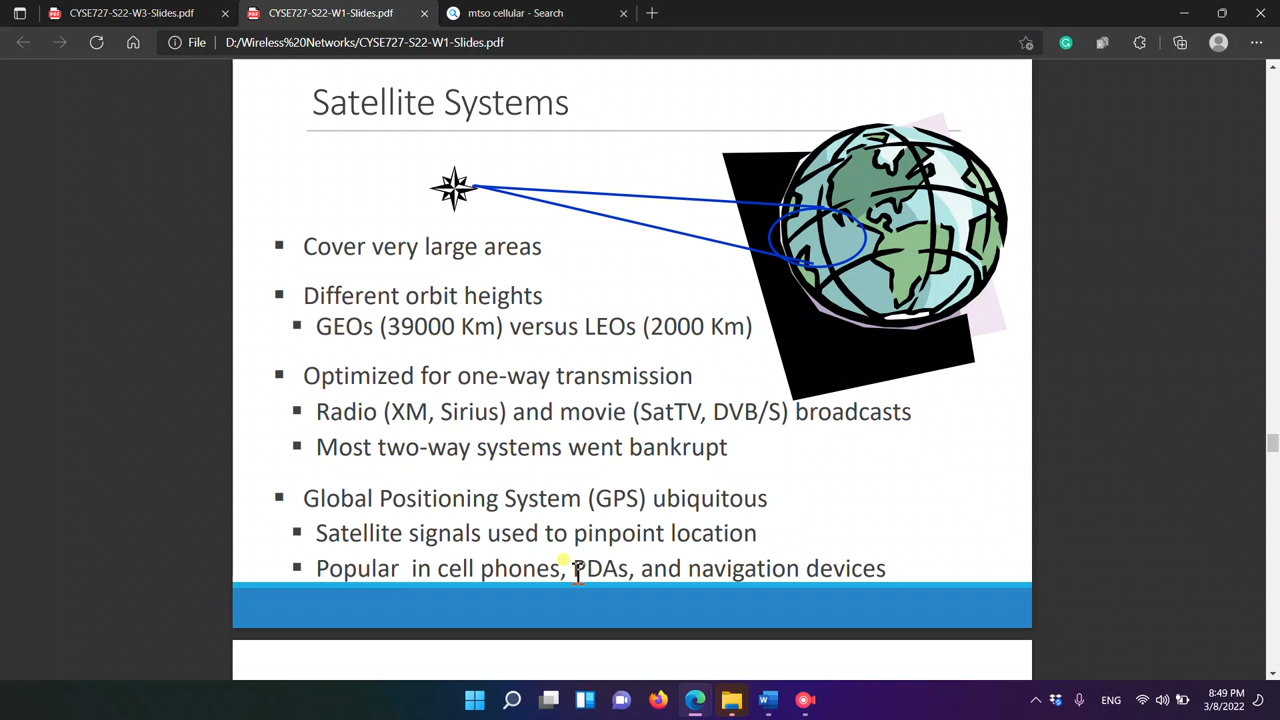 CYSE727-S22-W3-Slides.pdf
CYSE727-S22-W1-Slides.pdf
mtso cellular - Search
File
D:/Wireless%20Networks/CYSE727-S22-W1-Slides.pdf
Satellite Systems
▪ Cover very large areas
▪ Different orbit heights
▪ GEOs (39000 Km) versus LEOs (2000 Km)
▪ Optimized for one-way transmission
▪ Radio (XM, Sirius) and movie (SatTV, DVB/S) broadcasts
▪ Most two-way systems went bankrupt
▪ Global Positioning System (GPS) ubiquitous
▪ Satellite signals used to pinpoint location
▪ Popular  in cell phones, PDAs, and navigation devices
ENG
8:49 PM
3/8/2022